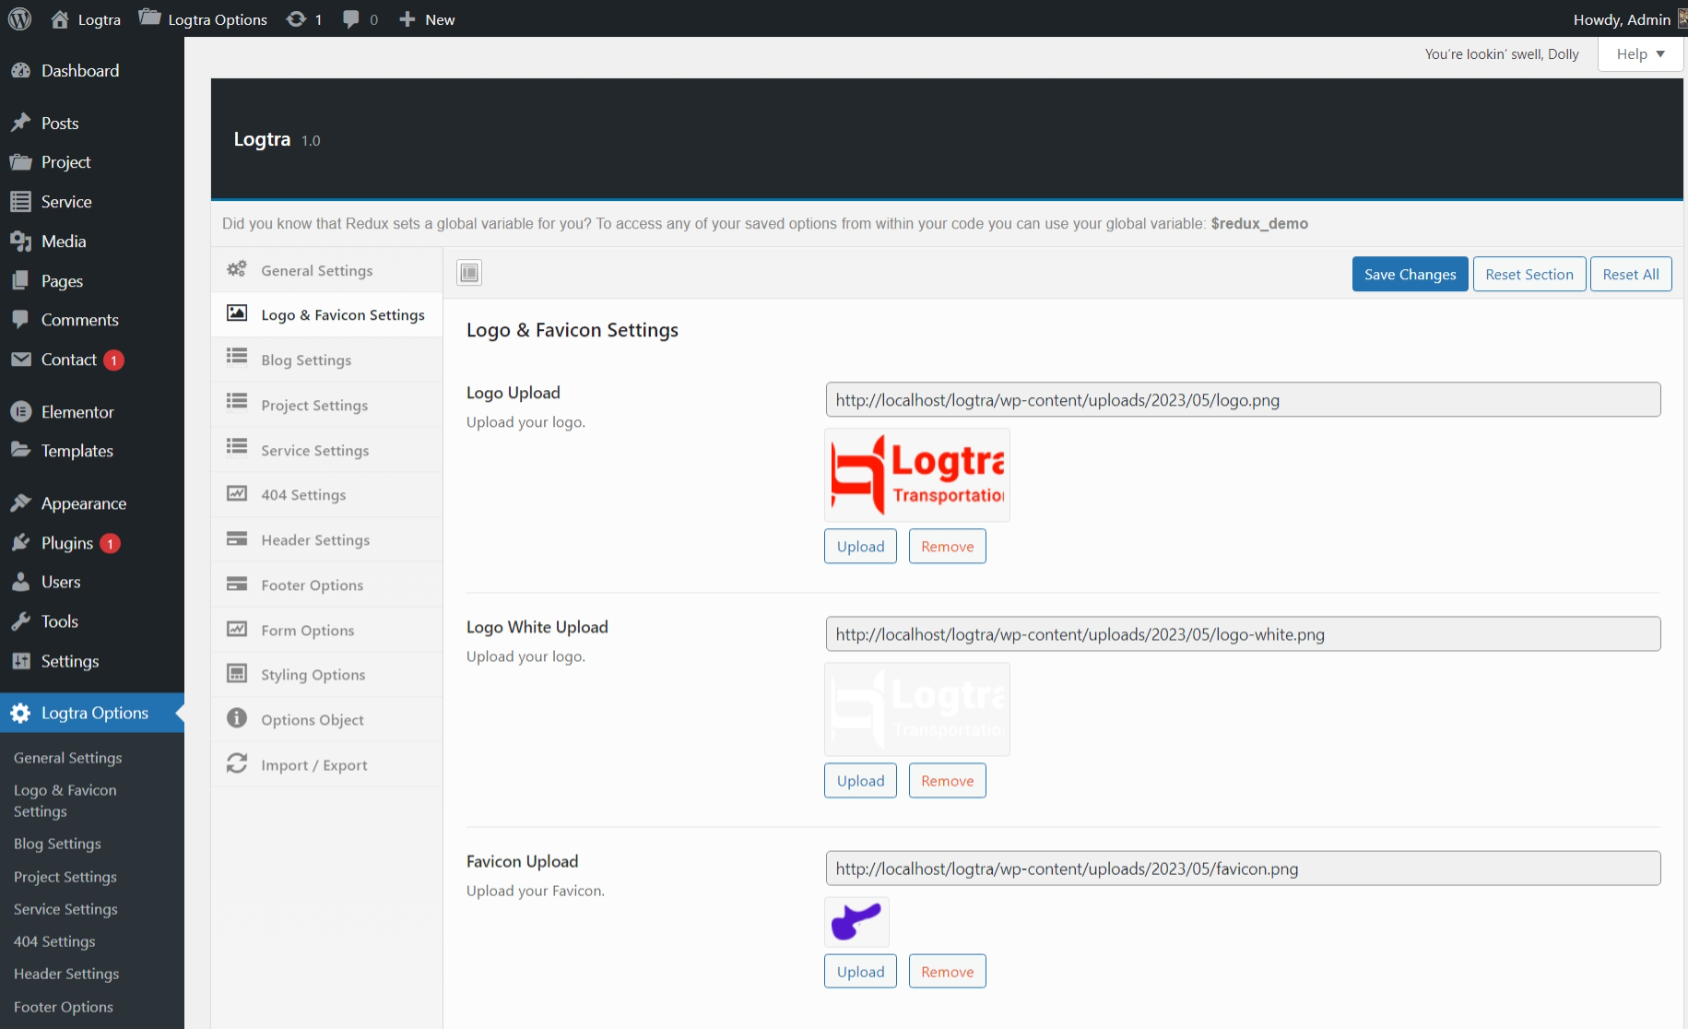 Logtra
Logtra Options
1
0
New
Howdy, Admin
Dashboard
Posts
Project
Service
Media
Pages
Comments
Contact 1
Elementor
Templates
Appearance
Plugins 1
Users
Tools
Settings
Logtra Options
General Settings
Logo & Favicon
Settings
Blog Settings
Project Settings
Service Settings
404 Settings
Header Settings
Footer Options
You're lookin' swell, Dolly
Help
Logtra 1.0
Did you know that Redux sets a global variable for you? To access any of your saved options from within your code you can use your global variable: $redux_demo
General Settings
Logo & Favicon Settings
Blog Settings
Project Settings
Service Settings
404 Settings
Header Settings
Footer Options
Form Options
Styling Options
Options Object
Import / Export
Save Changes
Reset Section
Reset All
Logo & Favicon Settings
Logo Upload
Upload your logo.
http://localhost/logtra/wp-content/uploads/2023/05/logo.png
Logtra
Transportation
Upload
Remove
Logo White Upload
Upload your logo.
http://localhost/logtra/wp-content/uploads/2023/05/logo-white.png
Logtra
Transportation
Upload
Remove
Favicon Upload
Upload your Favicon.
http://localhost/logtra/wp-content/uploads/2023/05/favicon.png
Upload
Remove